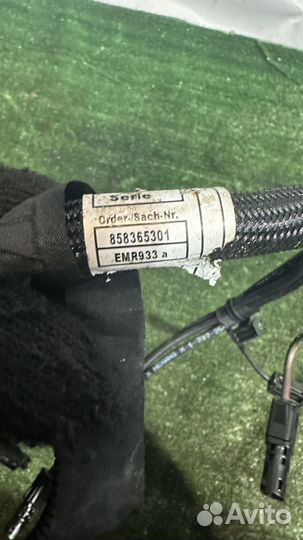 Serie
Order-/Sach-Nr.
858365301
EMR933 a
Avito